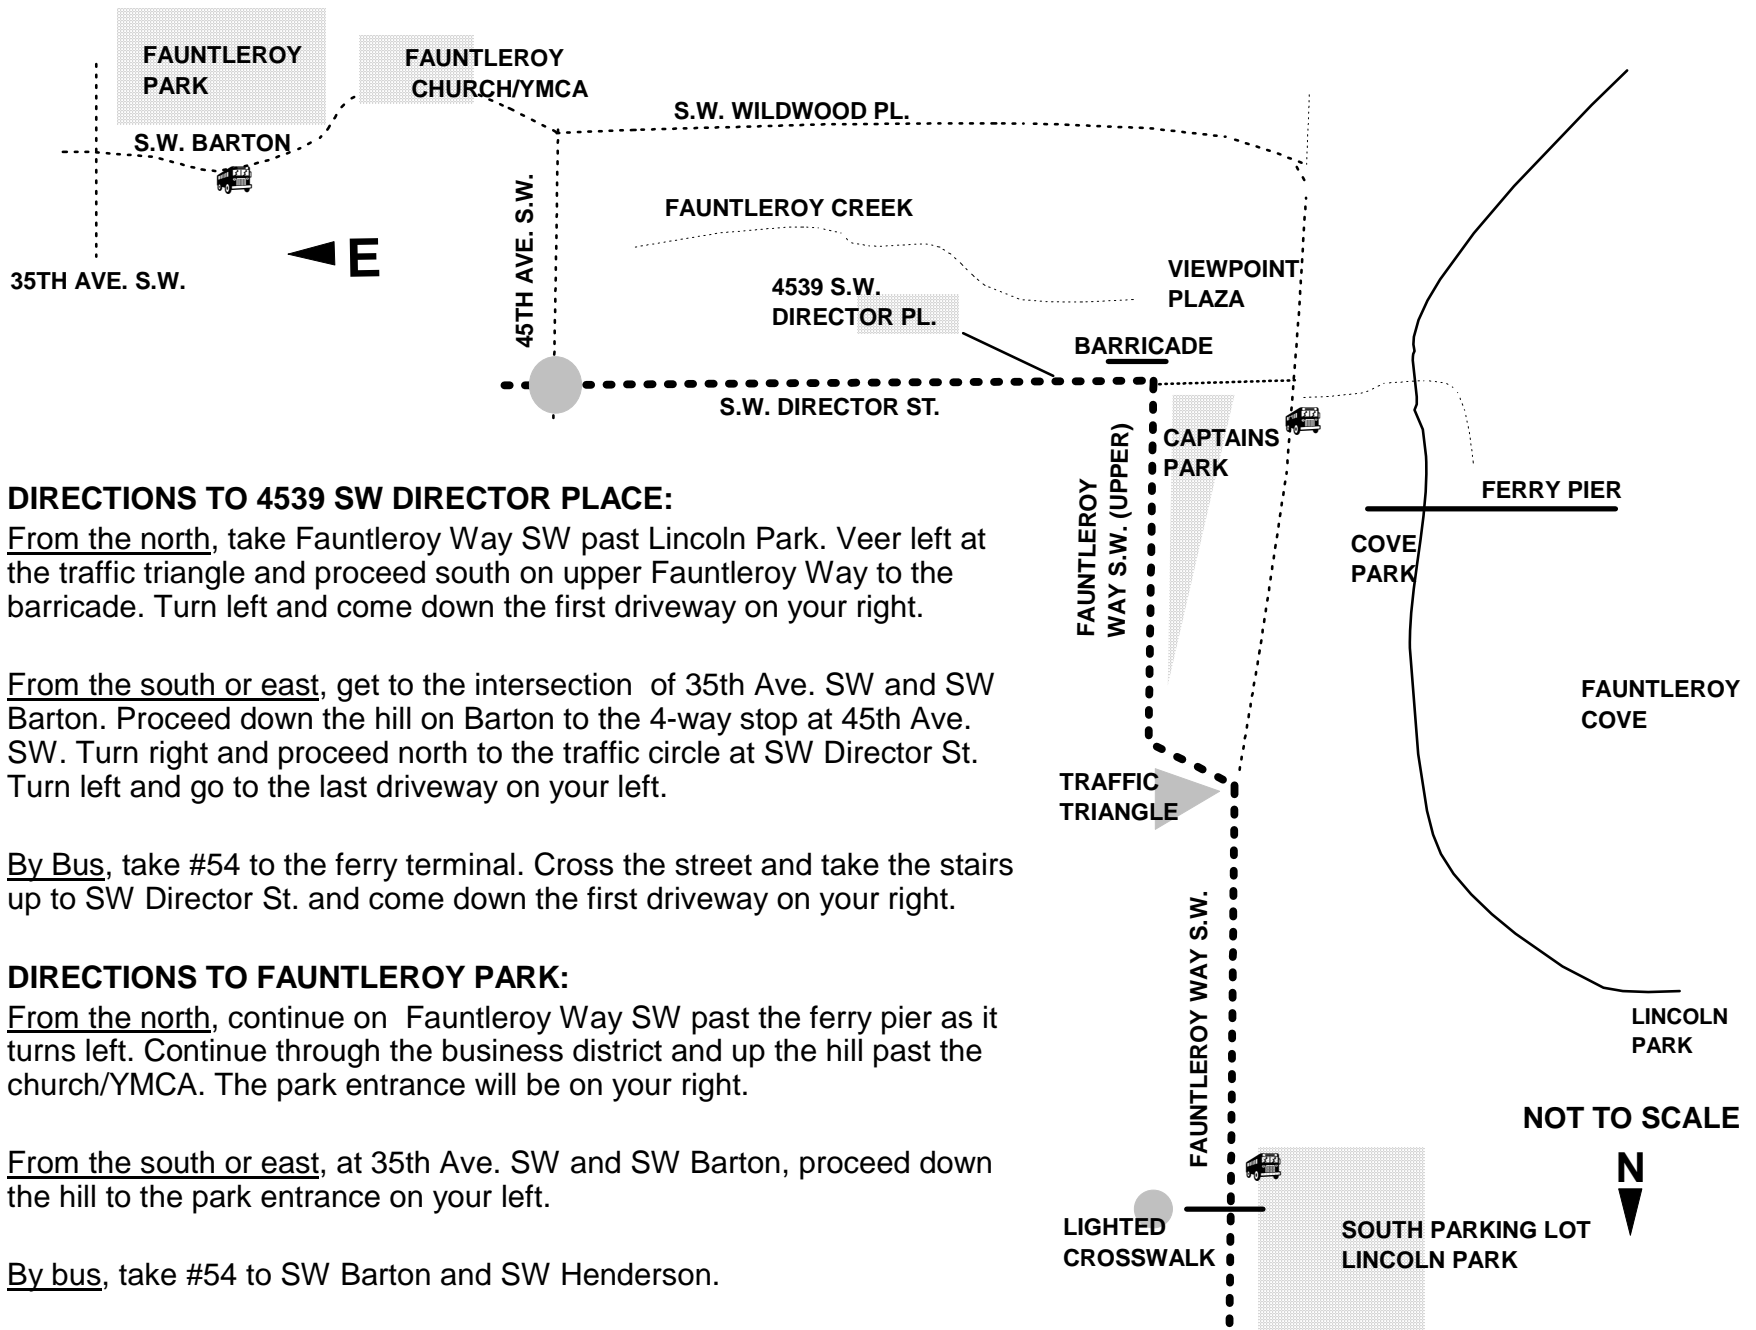 FAUNTLEROY
PARK
FAUNTLEROY
CHURCH/YMCA
S.W. WILDWOOD PL.
S.W. BARTON
45TH AVE. S.W.
FAUNTLEROY CREEK
E
35TH AVE. S.W.
4539 S.W.
DIRECTOR PL.
VIEWPOINT
PLAZA
BARRICADE
S.W. DIRECTOR ST.
CAPTAINS
PARK
FAUNTLEROY
WAY S.W. (UPPER)
FERRY PIER
COVE
PARK
FAUNTLEROY
COVE
DIRECTIONS TO 4539 SW DIRECTOR PLACE:
From the north, take Fauntleroy Way SW past Lincoln Park. Veer left at
the traffic triangle and proceed south on upper Fauntleroy Way to the
barricade. Turn left and come down the first driveway on your right.
From the south or east, get to the intersection of 35th Ave. SW and SW
Barton. Proceed down the hill on Barton to the 4-way stop at 45th Ave.
SW. Turn right and proceed north to the traffic circle at SW Director St.
Turn left and go to the last driveway on your left.
By Bus, take #54 to the ferry terminal. Cross the street and take the stairs
up to SW Director St. and come down the first driveway on your right.
DIRECTIONS TO FAUNTLEROY PARK:
From the north, continue on Fauntleroy Way SW past the ferry pier as it
turns left. Continue through the business district and up the hill past the
church/YMCA. The park entrance will be on your right.
From the south or east, at 35th Ave. SW and SW Barton, proceed down
the hill to the park entrance on your left.
By bus, take #54 to SW Barton and SW Henderson.
TRAFFIC
TRIANGLE
FAUNTLEROY WAY S.W.
LINCOLN
PARK
NOT TO SCALE
N
LIGHTED
CROSSWALK
SOUTH PARKING LOT
LINCOLN PARK